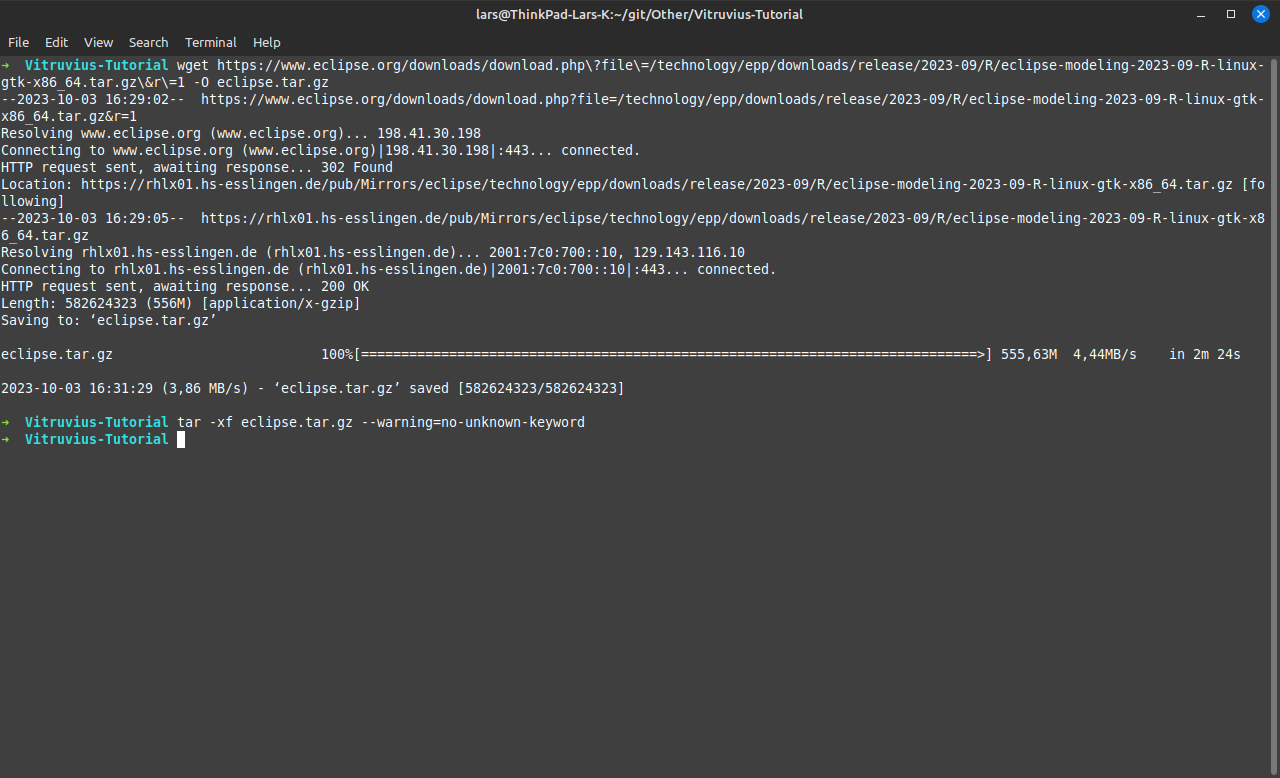 lars@ThinkPad-Lars-K:~/git/Other/Vitruvius-Tutorial
File Edit View Search Terminal Help
➜  Vitruvius-Tutorial wget https://www.eclipse.org/downloads/download.php\?file\=/technology/epp/downloads/release/2023-09/R/eclipse-modeling-2023-09-R-linux-
gtk-x86_64.tar.gz\&r\=1 -O eclipse.tar.gz
--2023-10-03 16:29:02--  https://www.eclipse.org/downloads/download.php?file=/technology/epp/downloads/release/2023-09/R/eclipse-modeling-2023-09-R-linux-gtk-
x86_64.tar.gz&r=1
Resolving www.eclipse.org (www.eclipse.org)... 198.41.30.198
Connecting to www.eclipse.org (www.eclipse.org)|198.41.30.198|:443... connected.
HTTP request sent, awaiting response... 302 Found
Location: https://rhlx01.hs-esslingen.de/pub/Mirrors/eclipse/technology/epp/downloads/release/2023-09/R/eclipse-modeling-2023-09-R-linux-gtk-x86_64.tar.gz [fo
llowing]
--2023-10-03 16:29:05--  https://rhlx01.hs-esslingen.de/pub/Mirrors/eclipse/technology/epp/downloads/release/2023-09/R/eclipse-modeling-2023-09-R-linux-gtk-x8
6_64.tar.gz
Resolving rhlx01.hs-esslingen.de (rhlx01.hs-esslingen.de)... 2001:7c0:700::10, 129.143.116.10
Connecting to rhlx01.hs-esslingen.de (rhlx01.hs-esslingen.de)|2001:7c0:700::10|:443... connected.
HTTP request sent, awaiting response... 200 OK
Length: 582624323 (556M) [application/x-gzip]
Saving to: ‘eclipse.tar.gz’
eclipse.tar.gz                          100%[=============================================================================>] 555,63M  4,44MB/s    in 2m 24s
2023-10-03 16:31:29 (3,86 MB/s) - ‘eclipse.tar.gz’ saved [582624323/582624323]
➜  Vitruvius-Tutorial tar -xf eclipse.tar.gz --warning=no-unknown-keyword
➜  Vitruvius-Tutorial